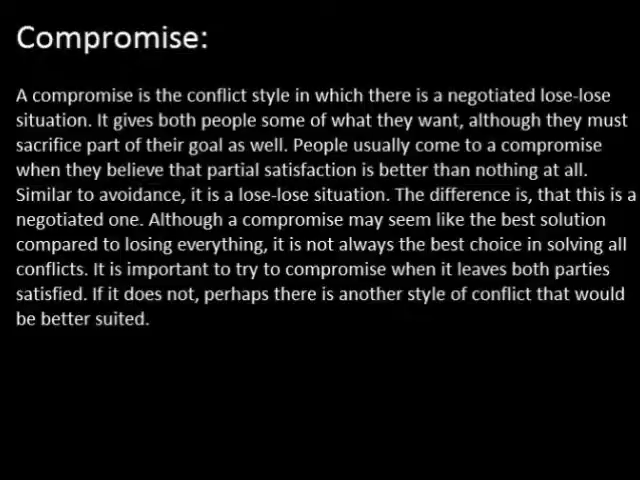 Compromise:
A compromise is the conflict style in which there is a negotiated lose-lose
situation. It gives both people some of what they want, although they must
sacrifice part of their goal as well. People usually come to a compromise
when they believe that partial satisfaction is better than nothing at all.
Similar to avoidance, it is a lose-lose situation. The difference is, that this is a
negotiated one. Although a compromise may seem like the best solution
compared to losing everything, it is not always the best choice in solving all
conflicts. It is important to try to compromise when it leaves both parties
satisfied. If it does not, perhaps there is another style of conflict that would
be better suited.